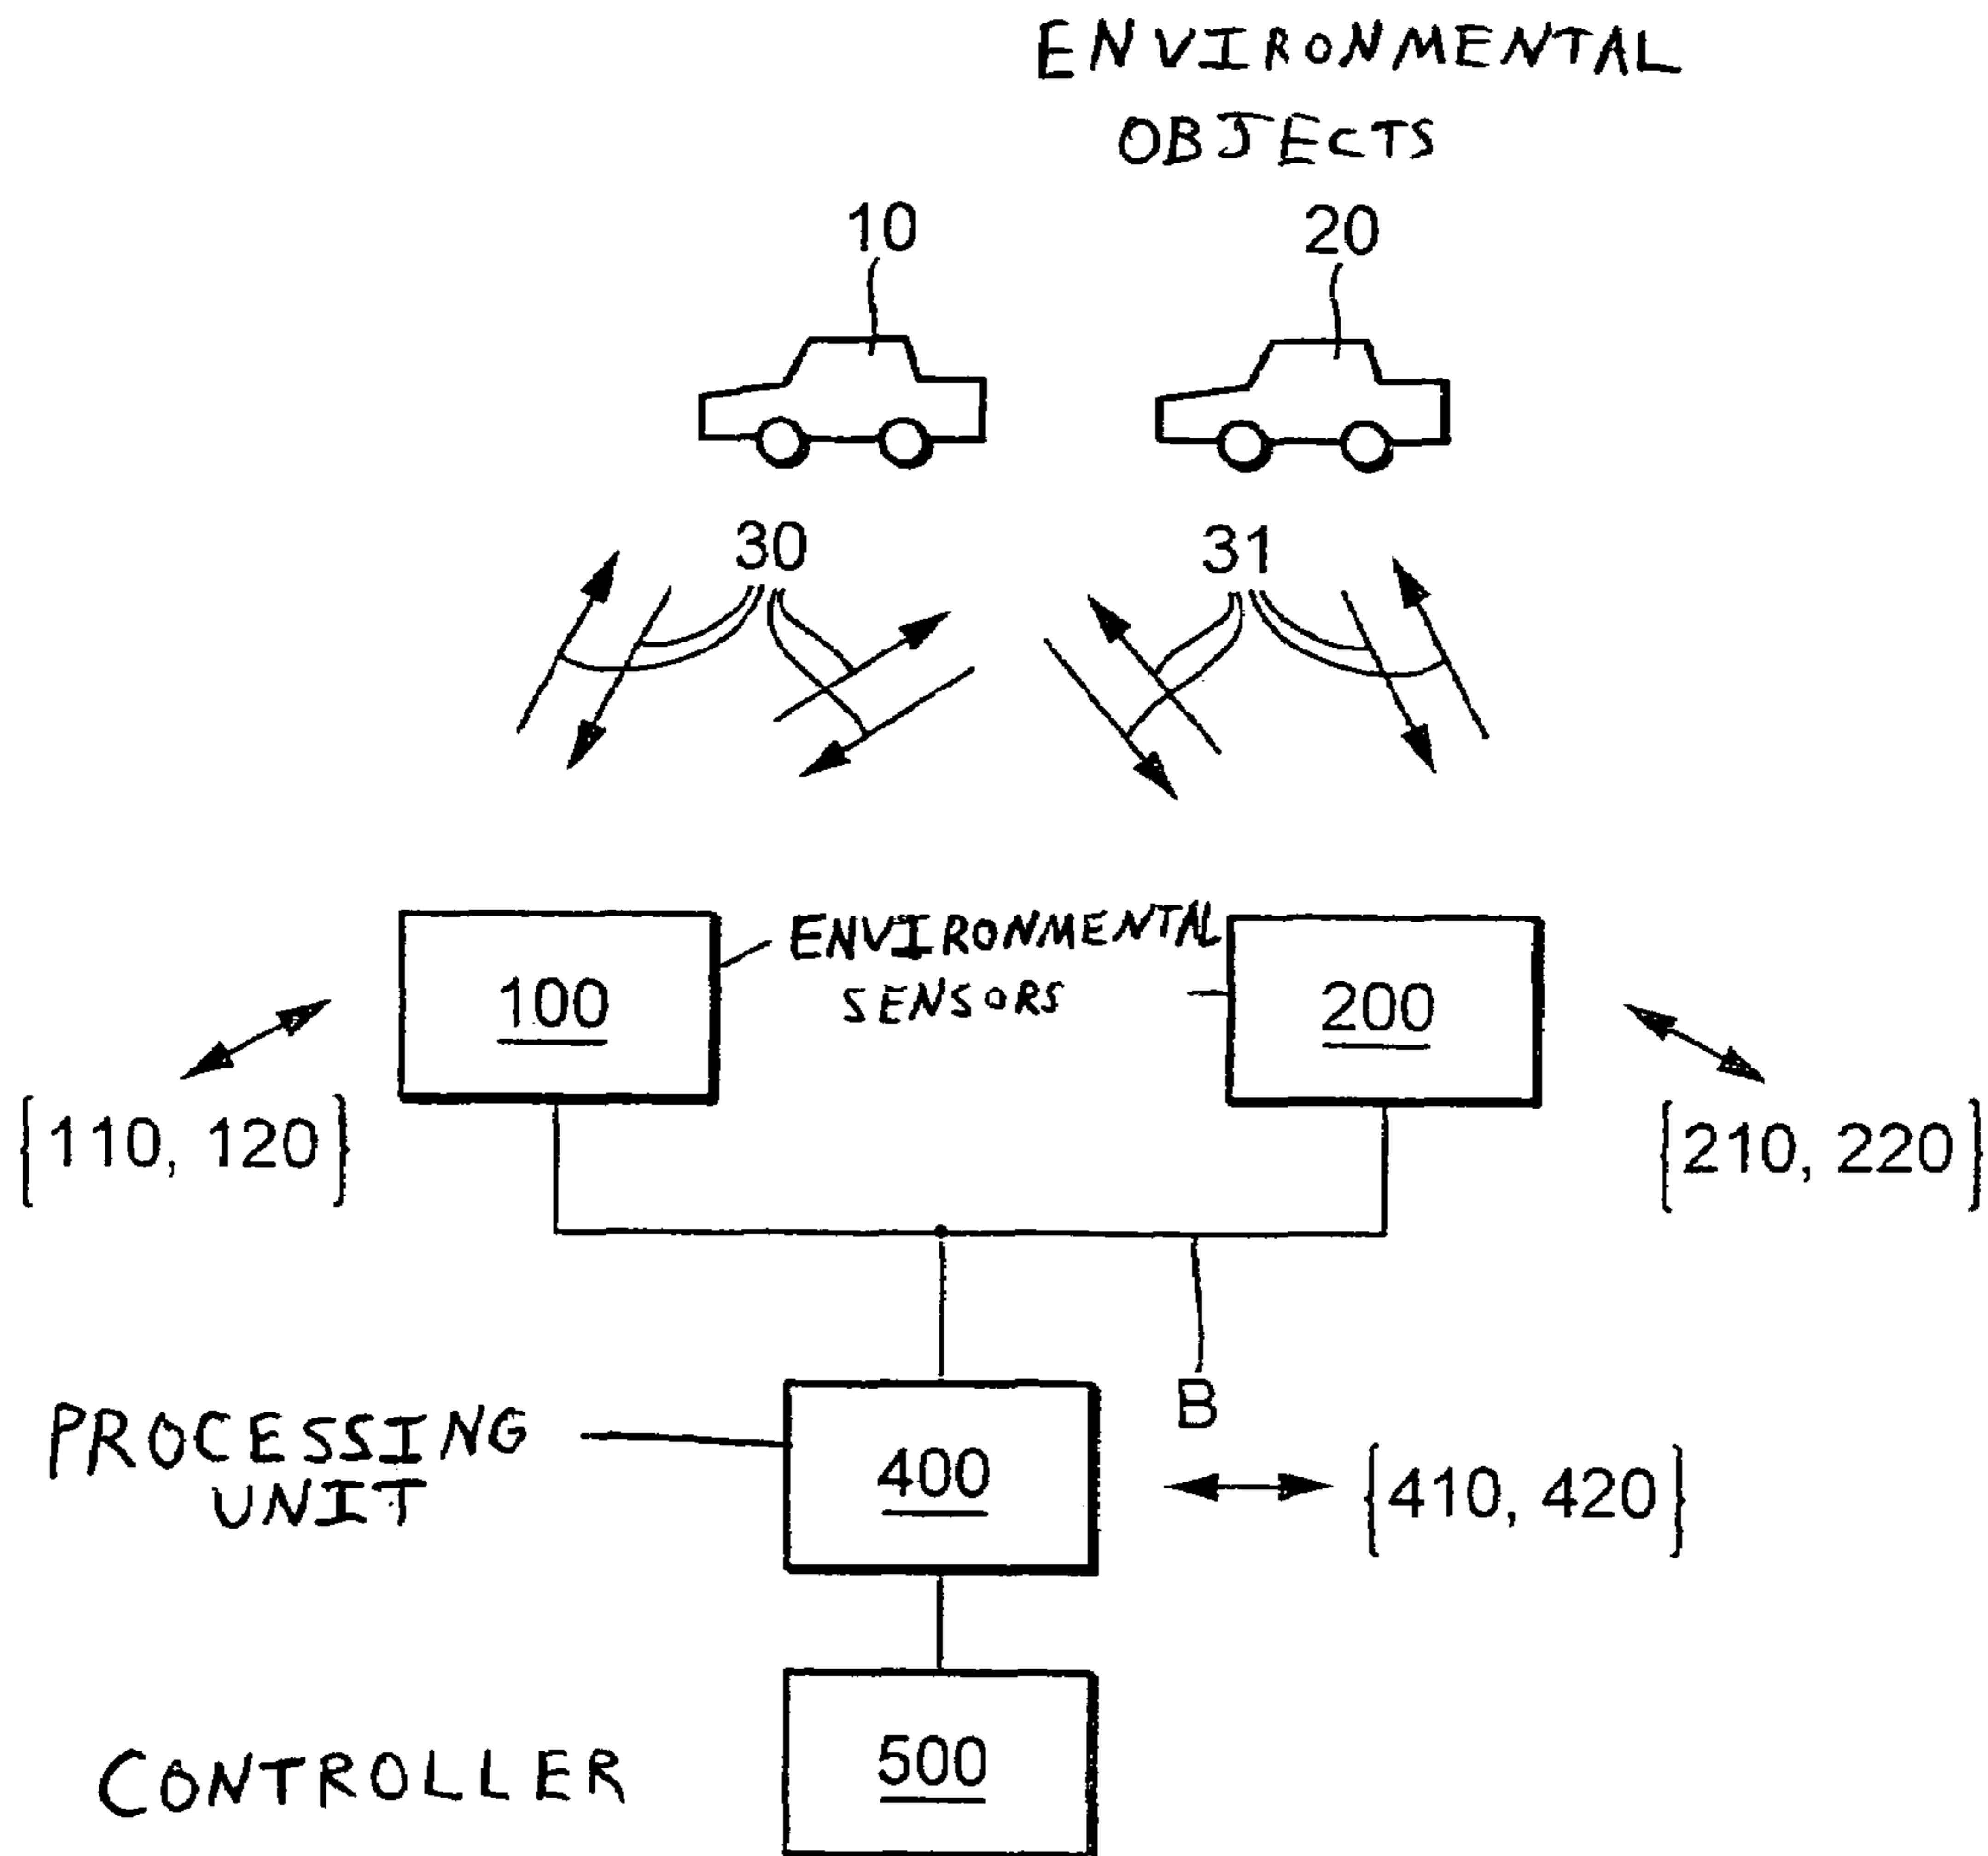 ENVIRONMENTAL
OBJECTS
10
20
30
31
ENVIRONMENTAL
SENSORS
100
200
{110, 120}
{210, 220}
B
PROCESSING
UNIT
400
{410, 420}
CONTROLLER
500